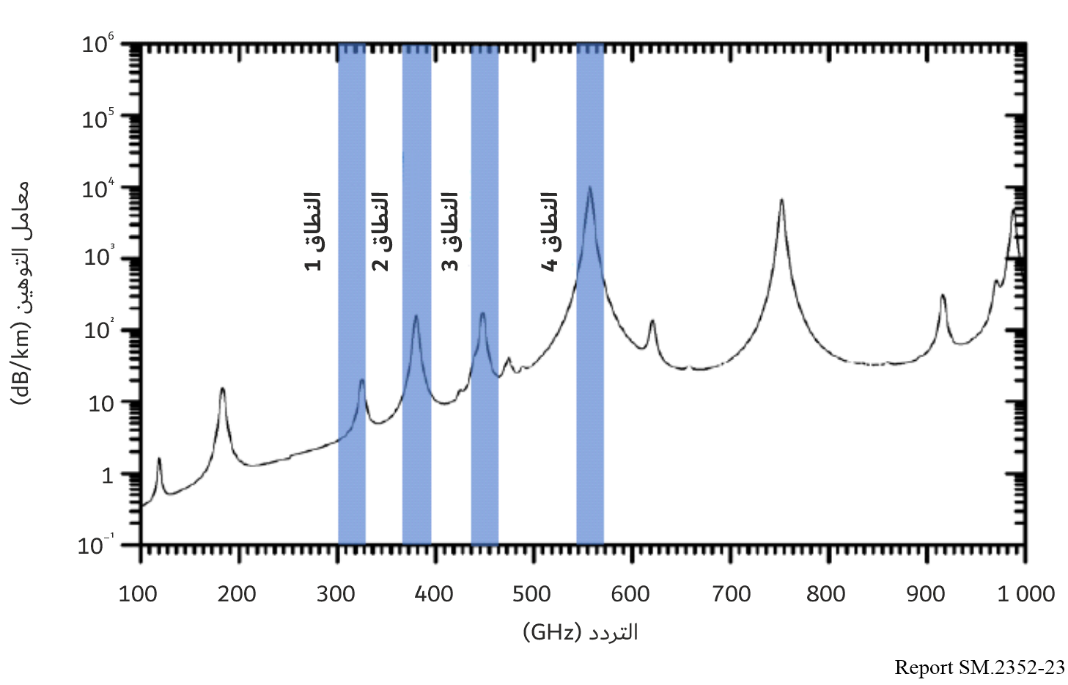 10⁶
10⁵
10⁴
10³
10²
10
1
10⁻¹
معامل التوهين (dB/km)
النطاق 1
النطاق 2
النطاق 3
النطاق 4
100 200 300 400 500 600 700 800 900 1 000
التردد (GHz)
Report SM.2352-23